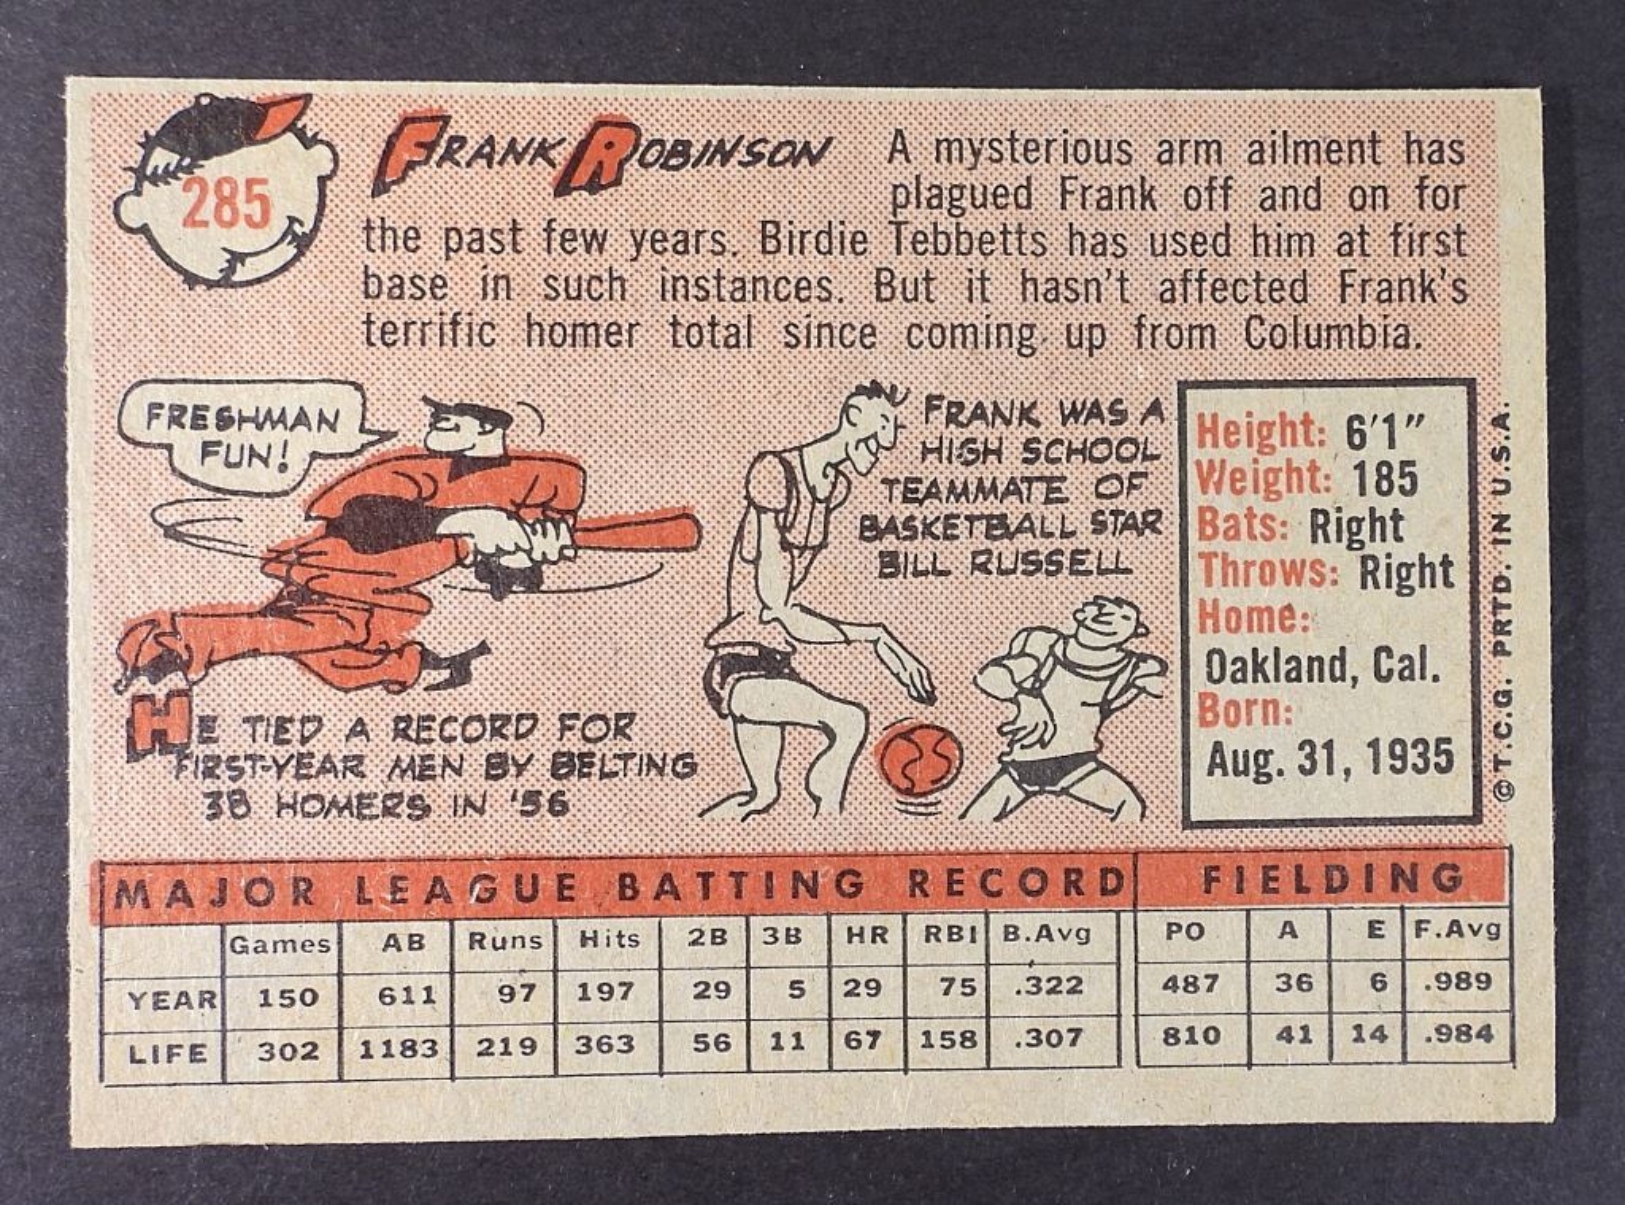 285
FRANK ROBINSON
A mysterious arm ailment has
plagued Frank off and on for
the past few years. Birdie Tebbetts has used him at first
base in such instances. But it hasn't affected Frank's
terrific homer total since coming up from Columbia.
FRESHMAN
FUN!
HE TIED A RECORD FOR
FIRST-YEAR MEN BY BELTING
38 HOMERS IN '56
FRANK WAS A
HIGH SCHOOL
TEAMMATE OF
BASKETBALL STAR
BILL RUSSELL
Height: 6'1"
Weight: 185
Bats: Right
Throws: Right
Home:
Oakland, Cal.
Born:
Aug. 31, 1935
©T.C.G. PRTD. IN U.S.A.
MAJOR LEAGUE BATTING RECORD FIELDING
Games AB Runs Hits 2B 3B HR RBI B.Avg PO A E F.Avg
YEAR 150 611 97 197 29 5 29 75 .322 487 36 6 .989
LIFE 302 1183 219 363 56 11 67 158 .307 810 41 14 .984